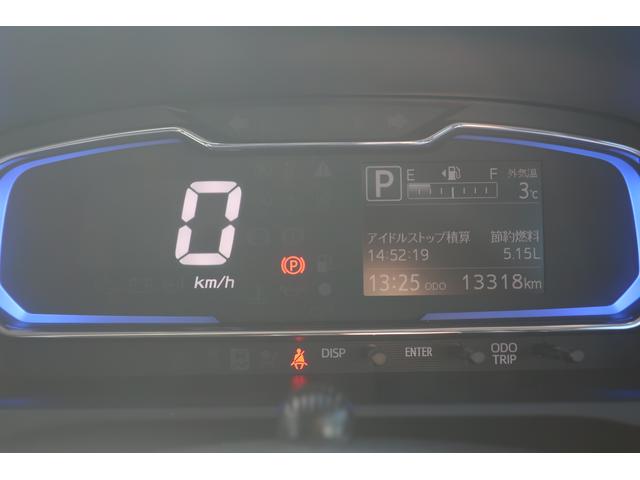 0
km/h
P
E F 外気温
3℃
アイドルストップ積算 節約燃料
14:52:19 5.15L
13:25 ODO 13318km
(P)
DISP ENTER ODO
TRIP